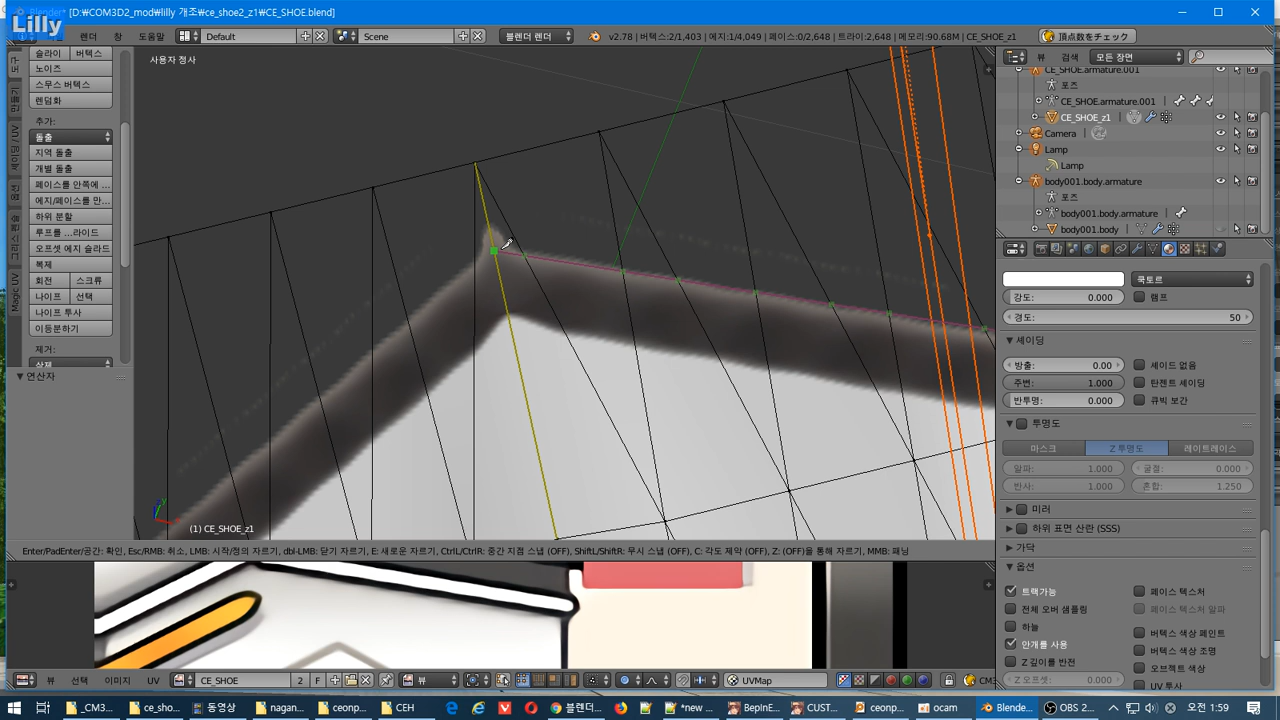 Blender* [D:₩COM3D2_mod₩lilly 개조₩ce_shoe2_z1₩CE_SHOE.blend]
Lilly
렌더 창 도움말 Default Scene 블렌더 렌더 v2.78 | 버텍스:2/1,403 | 페이스:0/2,648 | 트라이:2,648 | 메모리:90.68M | CE_SHOE_z1 頂点数をチェック
슬라이 버텍스
노이즈
스무스 버텍스
렌덤화
추가:
돌출
지역 돌출
개별 돌출
페이스를 안쪽에 ...
에지/페이스를 만...
하위 분할
루프를 ...
오프셋 에지 슬라드
복제
회전 스크류
나이프 선택
나이프 투사
이등분하기
제거:
삭제
연산자
Magic UV
사용자 정사
(1) CE_SHOE_z1
Enter/PadEnter/공간: 확인, Esc/RMB: 취소, LMB: 시작/정의 자르기, dbl-LMB: 닫기 자르기, E: 새로운 자르기, CtrlL/CtrlR: 중간 지점 스냅 (OFF), ShiftL/ShiftR: 무시 스냅 (OFF), C: 각도 제약 (OFF), Z: (OFF)을 통해 자르기, MMB: 패닝
뷰 검색 모든 장면
CE_SHOE.armature.001
포즈
CE_SHOE.armature.001
CE_SHOE_z1
Camera
Lamp
Lamp
body001.body.armature
포즈
body001.body.armature
body001.body
쿡토르
강도: 0.000 램프
경도: 50
셰이딩
방출: 0.00 셰이드 없음
주변: 1.000 탄젠트 셰이딩
반투명: 0.000 큐빅 보간
투명도
마스크 Z 투명도 레이트레이스
알파: 1.000 굴절: 0.000
반사: 1.000 혼합: 1.250
미러
하위 표면 산란 (SSS)
가닥
옵션
트랙가능 페이스 텍스처
전체 오버 샘플링 페이스 텍스처 알파
하늘 버텍스 색상 페인트
안개를 사용 버텍스 색상 조명
Z 깊이를 반전 오브젝트 색상
Z 오프셋: 0.000 UV 투사
뷰 선택 이미지 UV CE_SHOE 2 F 뷰 UVMap CM3
_CM3... ce_sho... 동영상 nagan... ceonp... CEH 블렌더... *new ... BepInE... CUST... ceonp... ocam Blende... OBS 2... 오전 1:59